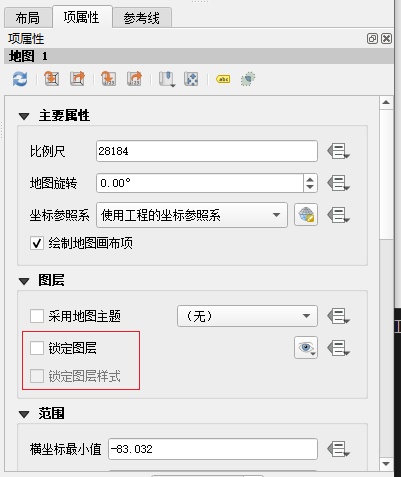 布局 项属性 参考线
项属性
地图 1
abc
主要属性
比例尺 28184
地图旋转 0.00°
坐标参照系 使用工程的坐标参照系
绘制地图画布项
图层
采用地图主题 （无）
锁定图层
锁定图层样式
范围
横坐标最小值 -83.032